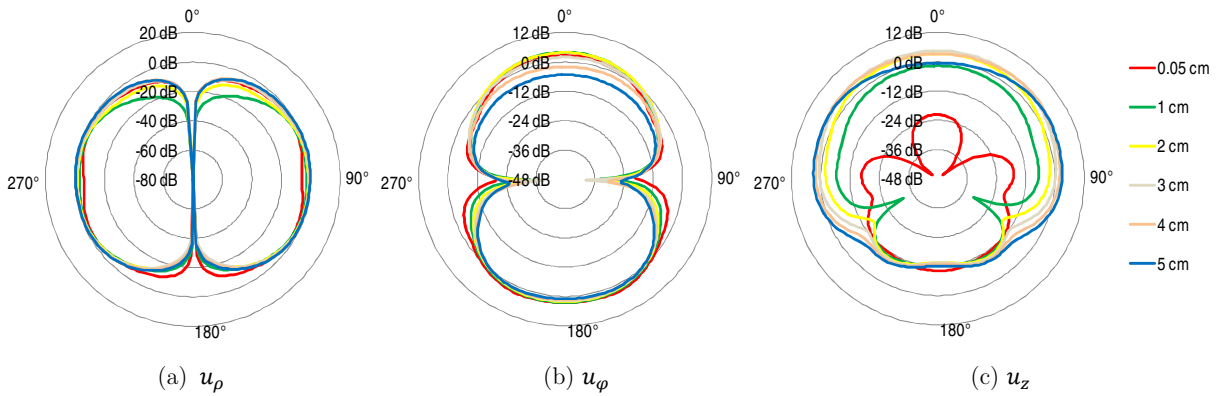 0°
20 dB
0 dB
-20 dB
-40 dB
-60 dB
-80 dB
270°
90°
180°
(a) u_ρ
0°
12 dB
0 dB
-12 dB
-24 dB
-36 dB
-48 dB
270°
90°
180°
(b) u_φ
0°
12 dB
0 dB
-12 dB
-24 dB
-36 dB
-48 dB
270°
90°
180°
(c) u_z
0.05 cm
1 cm
2 cm
3 cm
4 cm
5 cm